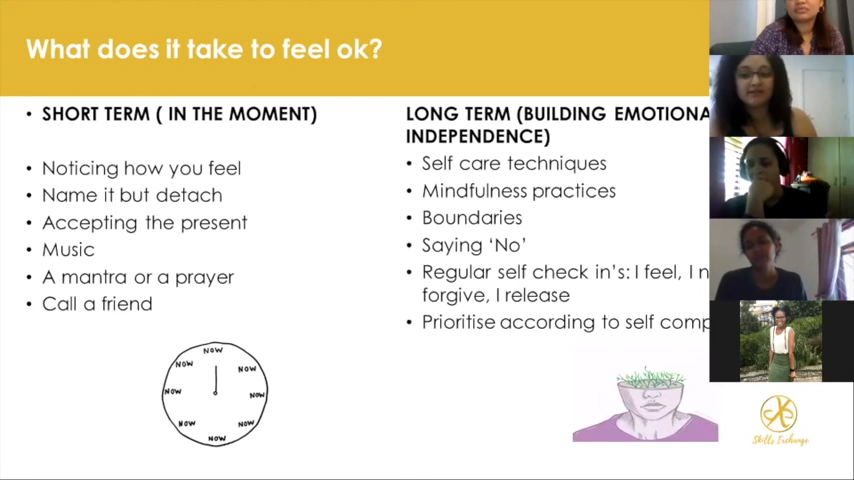 What does it take to feel ok?
• SHORT TERM ( IN THE MOMENT)
• Noticing how you feel
• Name it but detach
• Accepting the present
• Music
• A mantra or a prayer
• Call a friend
NOW
NOW
NOW
NOW
NOW
NOW
NOW
NOW
LONG TERM (BUILDING EMOTIONA
INDEPENDENCE)
• Self care techniques
• Mindfulness practices
• Boundaries
• Saying ‘No’
• Regular self check in’s: I feel, I n
forgive, I release
• Prioritise according to self comp
Skills Exchange